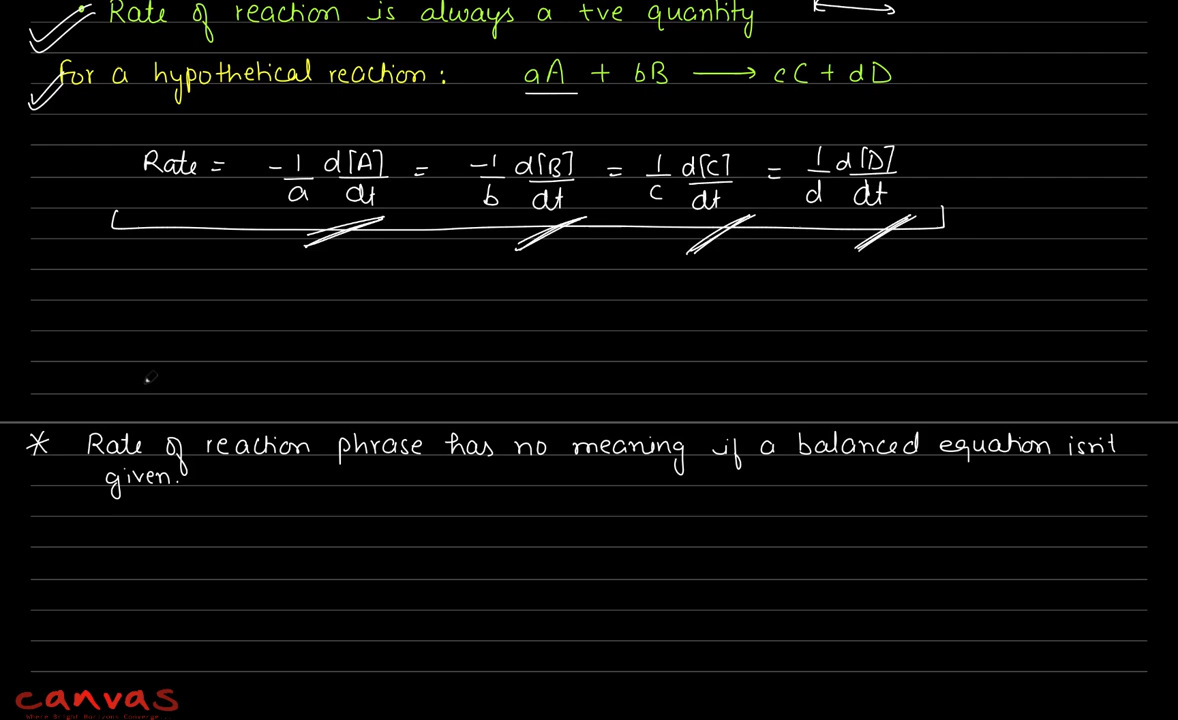 Rate of reaction is always a +ve quantity
for a hypothetical reaction : aA + bB ⟶ cC + dD
Rate = -1/a d[A]/dt = -1/b d[B]/dt = 1/c d[C]/dt = 1/d d[D]/dt
* Rate of reaction phrase has no meaning if a balanced equation isn't
given.
canvas